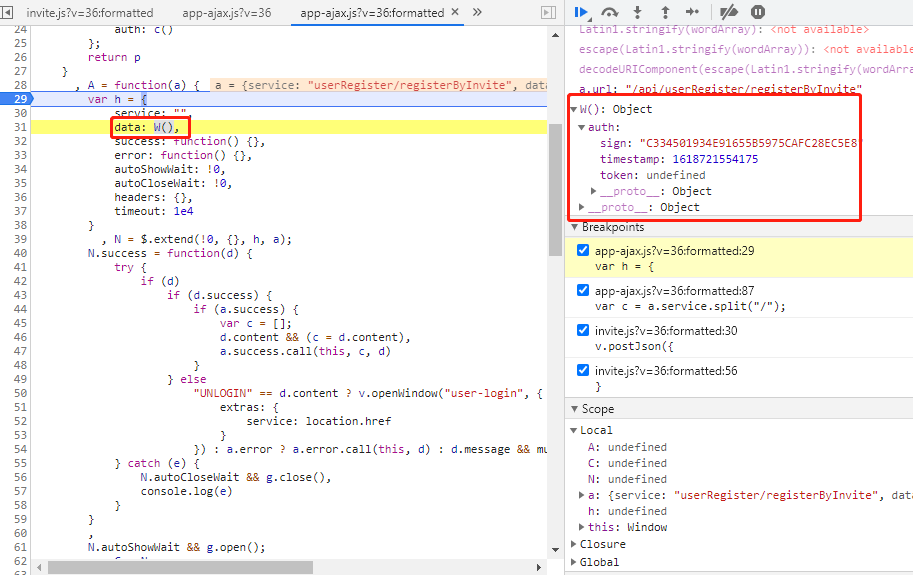 invite.js?v=36:formatted
app-ajax.js?v=36
app-ajax.js?v=36:formatted × »
24 auth: c()
25 };
26 return p
27 }
28 , A = function(a) { a = {service: "userRegister/registerByInvite", data
29 var h = {
30 service: "",
31 data: W(),
32 success: function() {},
33 error: function() {},
34 autoShowWait: !0,
35 autoCloseWait: !0,
36 headers: {},
37 timeout: 1e4
38 }
39 , N = $.extend(!0, {}, h, a);
40 N.success = function(d) {
41 try {
42 if (d)
43 if (d.success) {
44 if (a.success) {
45 var c = [];
46 d.content && (c = d.content),
47 a.success.call(this, c, d)
48 }
49 } else
50 "UNLOGIN" == d.content ? v.openWindow("user-login", {
51 extras: {
52 service: location.href
53 }
54 }) : a.error ? a.error.call(this, d) : d.message && mu
55 } catch (e) {
56 N.autoCloseWait && g.close(),
57 console.log(e)
58 }
59 }
60 ,
61 N.autoShowWait && g.open();
62
Latin1.stringify(wordArray): <not available>
escape(Latin1.stringify(wordArray)): <not available
decodeURIComponent(escape(Latin1.stringify(wordArra
a.url: "/api/userRegister/registerByInvite"
W(): Object
auth:
sign: "C334501934E91655B5975CAFC28EC5E8
timestamp: 1618721554175
token: undefined
__proto__: Object
__proto__: Object
Breakpoints
app-ajax.js?v=36:formatted:29
var h = {
app-ajax.js?v=36:formatted:87
var c = a.service.split("/");
invite.js?v=36:formatted:30
v.postJson({
invite.js?v=36:formatted:56
}
Scope
Local
A: undefined
C: undefined
N: undefined
a: {service: "userRegister/registerByInvite", data
h: undefined
this: Window
Closure
Global